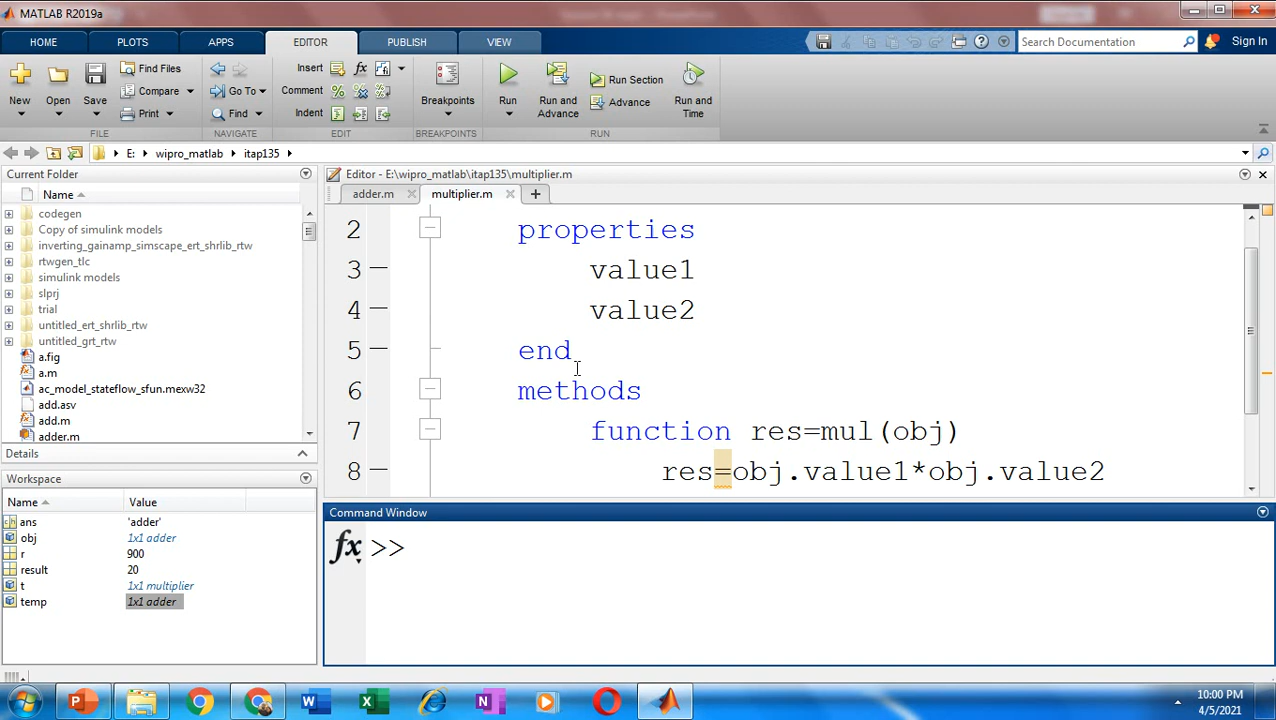 MATLAB R2019a
HOME PLOTS APPS EDITOR PUBLISH VIEW
Search Documentation Sign In
New Open Save
Find Files
Compare
Print
FILE
Go To
Find
NAVIGATE
Insert fx
Comment %
Indent
EDIT
Breakpoints
BREAKPOINTS
Run
Run and Advance
Run Section
Advance
Run and Time
RUN
E: wipro_matlab itap135
Current Folder
Name
codegen
Copy of simulink models
inverting_gainamp_simscape_ert_shrlib_rtw
rtwgen_tlc
simulink models
slprj
trial
untitled_ert_shrlib_rtw
untitled_grt_rtw
a.fig
a.m
ac_model_stateflow_sfun.mexw32
add.asv
add.m
adder.m
Details
Workspace
Name Value
ans 'adder'
obj 1x1 adder
r 900
result 20
t 1x1 multiplier
temp 1x1 adder
Editor - E:\wipro_matlab\itap135\multiplier.m
adder.m multiplier.m
2 properties
3 value1
4 value2
5 end
6 methods
7 function res=mul(obj)
8 res=obj.value1*obj.value2
Command Window
fx >>
10:00 PM
4/5/2021